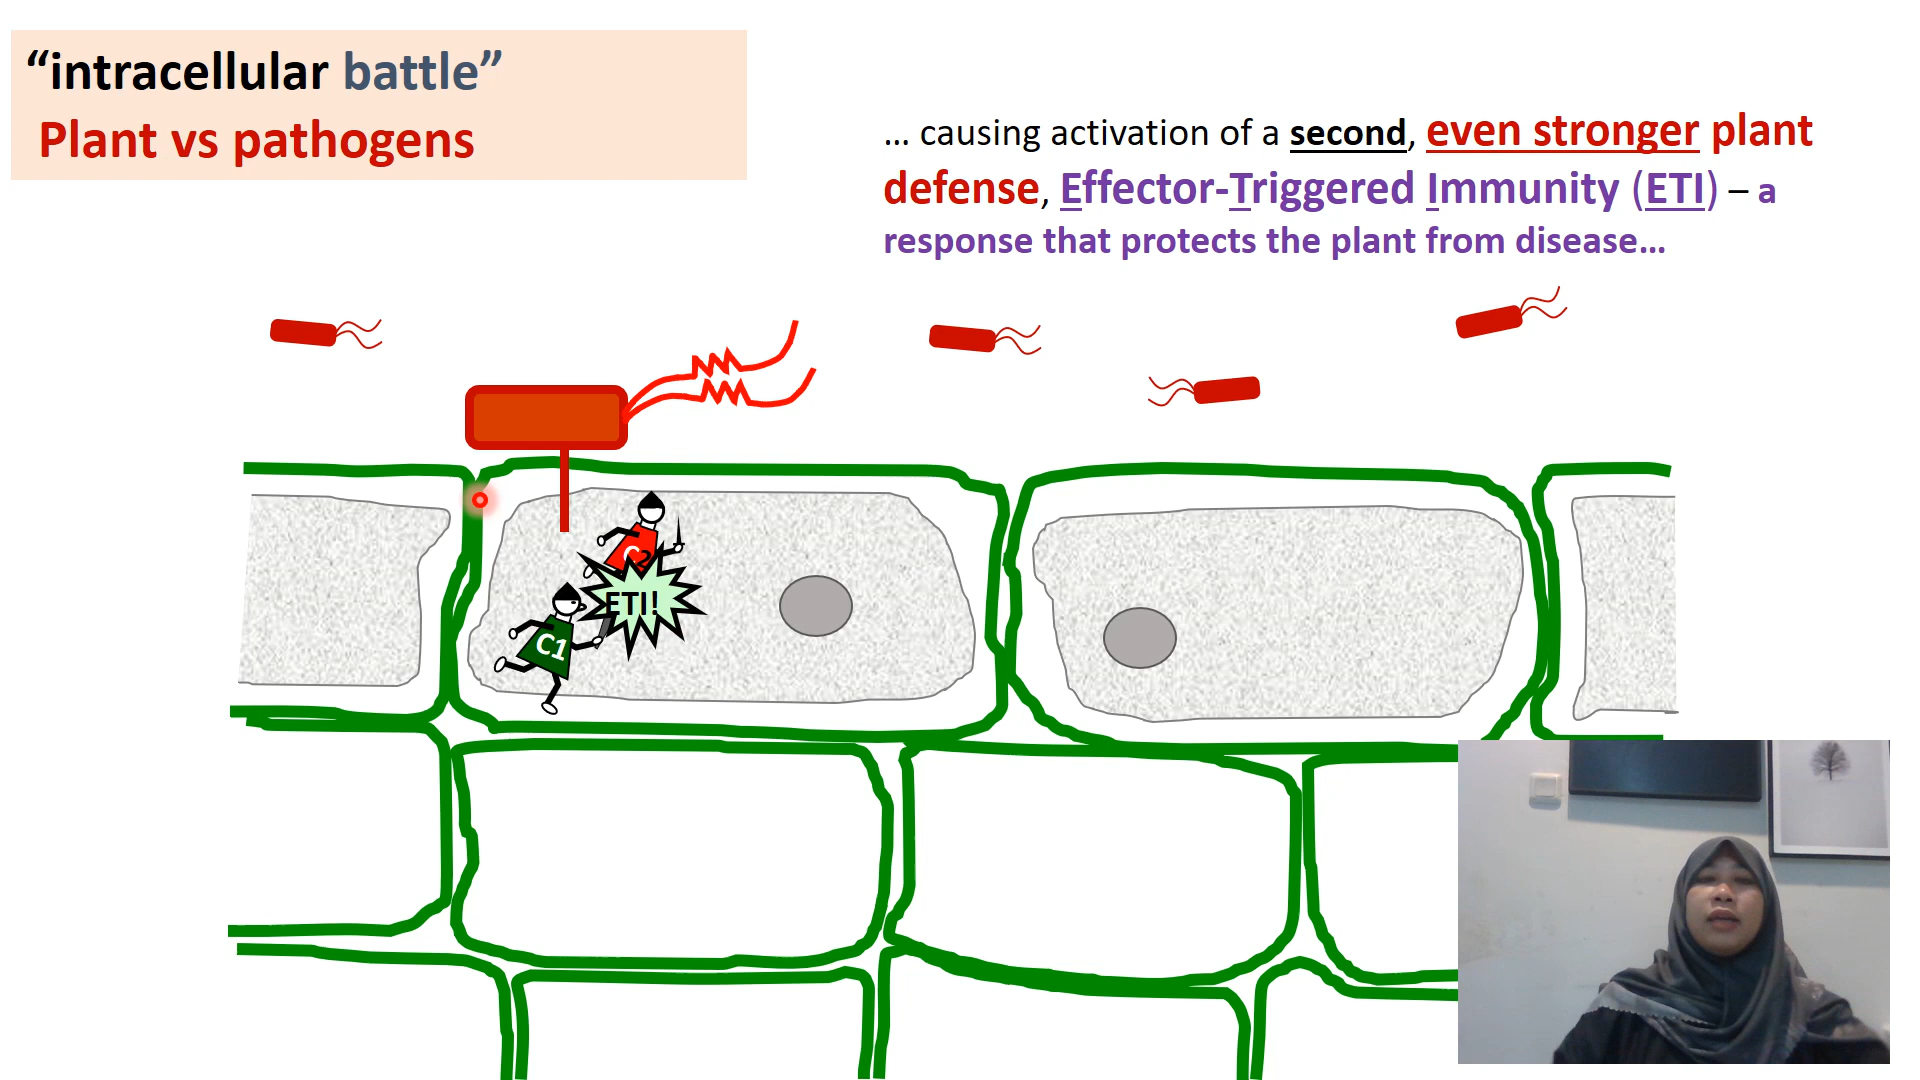 “intracellular battle”
Plant vs pathogens
... causing activation of a second, even stronger plant
defense, Effector-Triggered Immunity (ETI) – a
response that protects the plant from disease...
C2
ETI!
C1